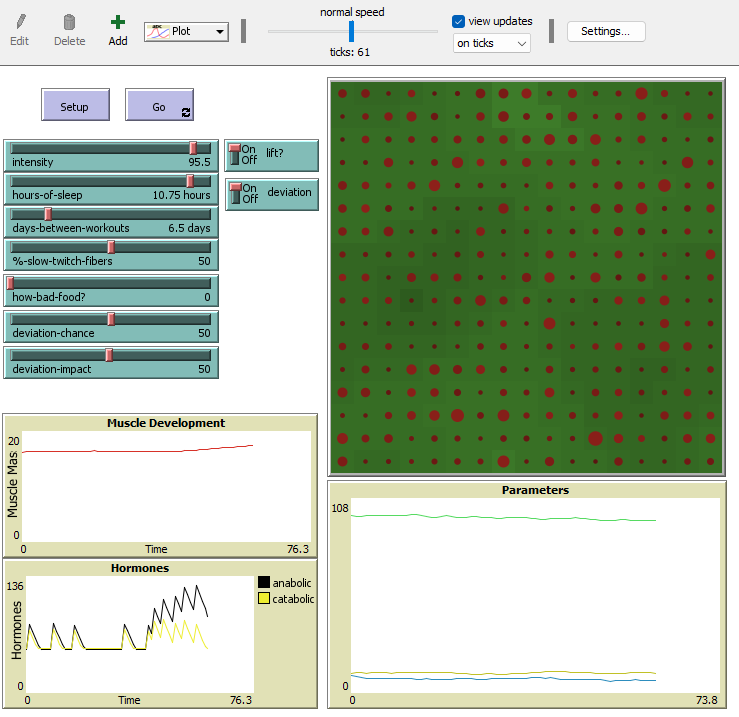 Edit
Delete
Add
abc
Plot
normal speed
ticks: 61
view updates
on ticks
Settings...
Setup
Go
intensity 95.5
On
Off
lift?
hours-of-sleep 10.75 hours
On
Off
deviation
days-between-workouts 6.5 days
%-slow-twitch-fibers 50
how-bad-food? 0
deviation-chance 50
deviation-impact 50
Muscle Development
20
Muscle Mas
0
0 Time 76.3
Hormones
136
Hormones
0
0 Time 76.3
anabolic
catabolic
Parameters
108
0
0 73.8